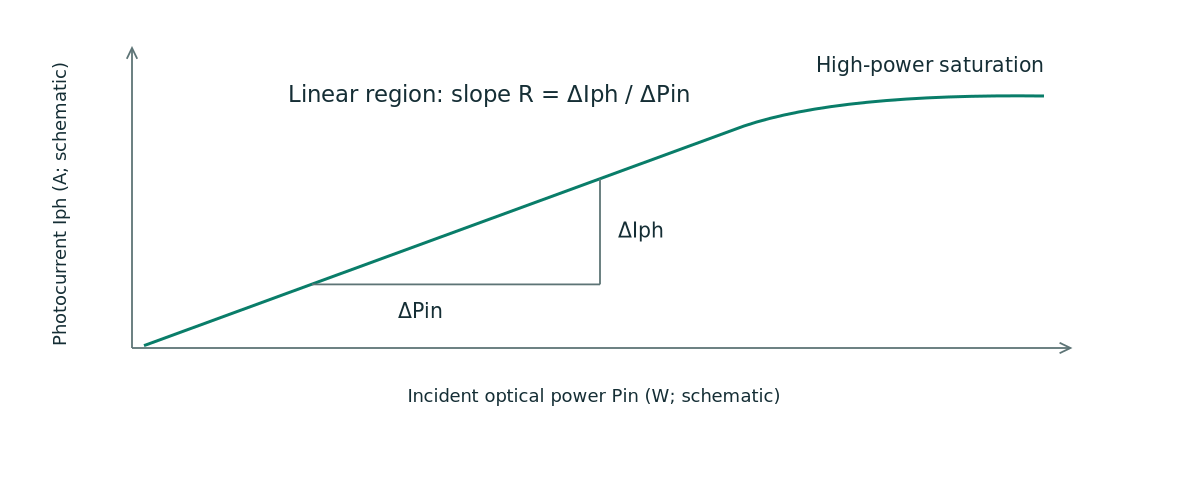 High-power saturation
Linear region: slope R = ΔIph / ΔPin
Photocurrent Iph (A; schematic)
ΔIph
ΔPin
Incident optical power Pin (W; schematic)